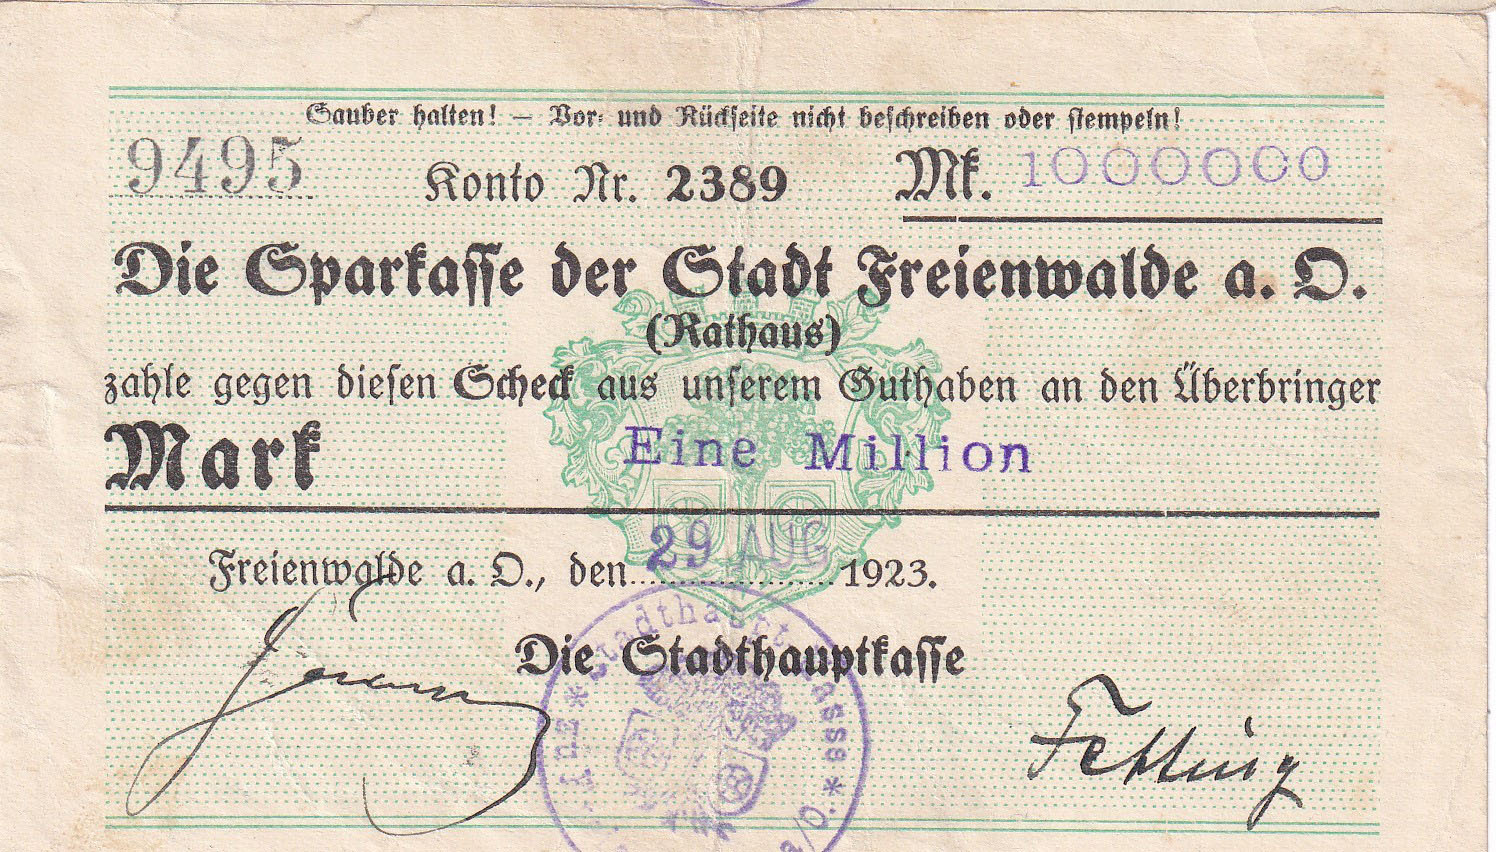 Sauber halten! — Vor- und Rückseite nicht beschreiben oder stempeln!
9495 Konto Nr. 2389 Mk. 1000000
Die Sparkasse der Stadt Freienwalde a. O.
(Rathaus)
zahle gegen diesen Scheck aus unserem Guthaben an den Überbringer
Mark Eine Million
Freienwalde a. O., den 29 AUG 1923.
Die Stadthauptkasse
Stadthauptkasse
a/O.
Fetting